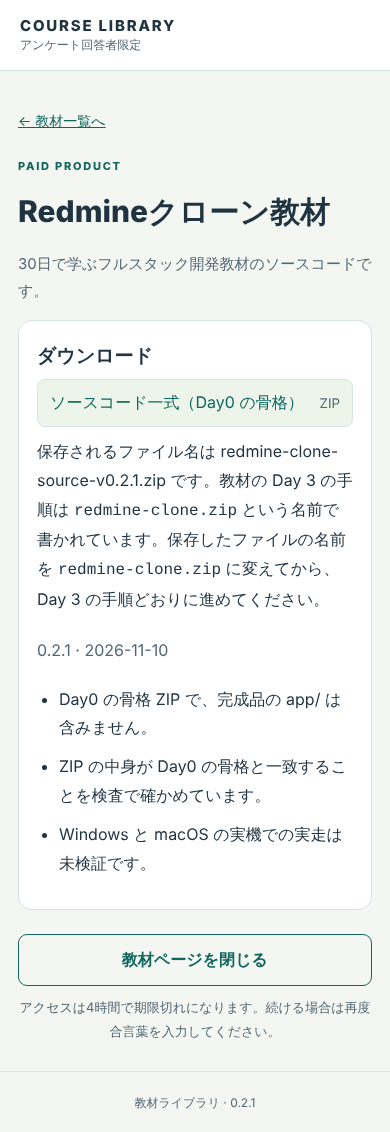 COURSE LIBRARY
アンケート回答者限定
← 教材一覧へ
PAID PRODUCT
Redmineクローン教材
30日で学ぶフルスタック開発教材のソースコードで
す。
ダウンロード
ソースコード一式（Day0 の骨格） ZIP
保存されるファイル名は redmine-clone-
source-v0.2.1.zip です。教材の Day 3 の手
順は redmine-clone.zip という名前で
書かれています。保存したファイルの名前
を redmine-clone.zip に変えてから、
Day 3 の手順どおりに進めてください。
0.2.1 · 2026-11-10
• Day0 の骨格 ZIP で、完成品の app/ は
含みません。
• ZIP の中身が Day0 の骨格と一致するこ
とを検査で確かめています。
• Windows と macOS の実機での実走は
未検証です。
教材ページを閉じる
アクセスは4時間で期限切れになります。続ける場合は再度
合言葉を入力してください。
教材ライブラリ · 0.2.1